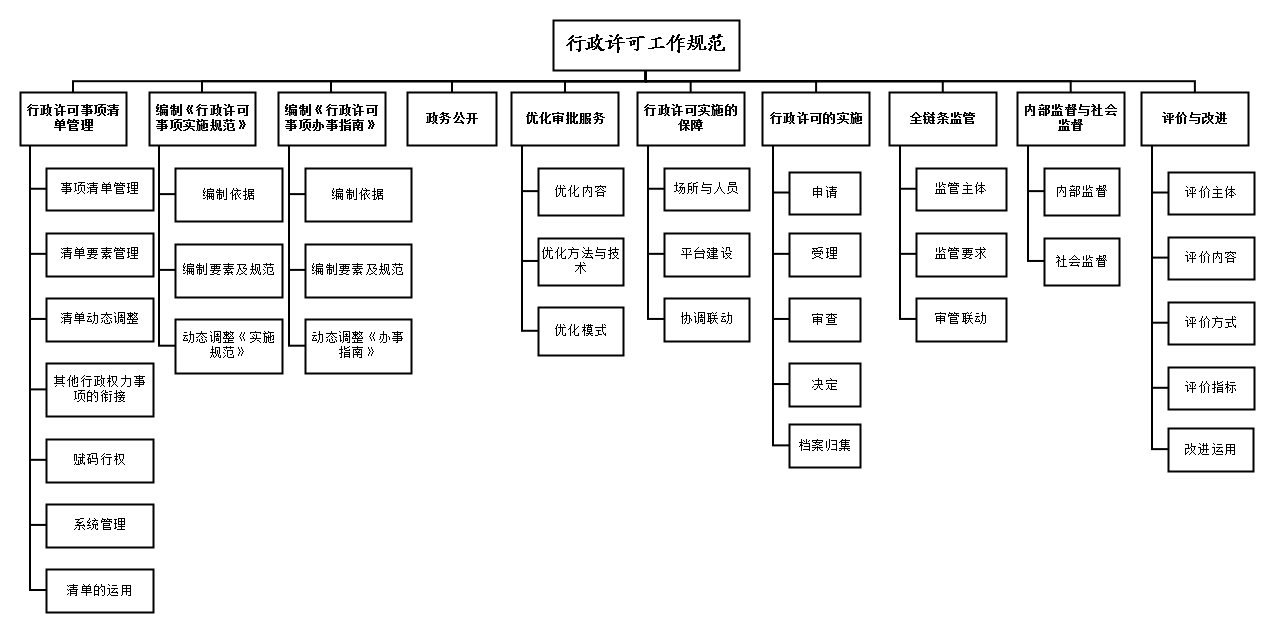 行政许可工作规范
行政许可事项清
单管理
事项清单管理
清单要素管理
清单动态调整
其他行政权力事
项的衔接
赋码行权
系统管理
清单的运用
编制《行政许可
事项实施规范》
编制依据
编制要素及规范
动态调整《实施
规范》
编制《行政许可
事项办事指南》
编制依据
编制要素及规范
动态调整《办事
指南》
政务公开
优化审批服务
优化内容
优化方法与技
术
优化模式
行政许可实施的
保障
场所与人员
平台建设
协调联动
行政许可的实施
申请
受理
审查
决定
档案归集
全链条监管
监管主体
监管要求
审管联动
内部监督与社会
监督
内部监督
社会监督
评价与改进
评价主体
评价内容
评价方式
评价指标
改进运用